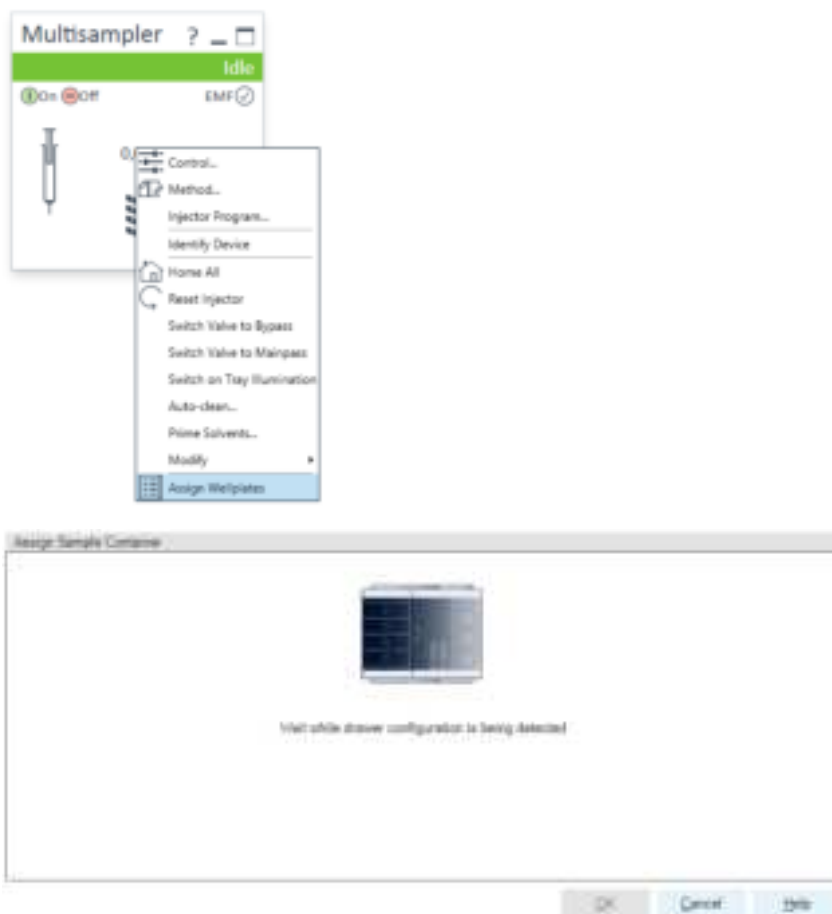 Multisampler ? _
Idle
On Off EMF
0,
Control...
Method...
Injector Program...
Identify Device
Home All
Reset Injector
Switch Valve to Bypass
Switch Valve to Mainpass
Switch on Tray Illumination
Auto-clean...
Prime Solvents...
Modify
Assign Wellplates
Assign Sample Container
Wait while drawer configuration is being detected
OK Cancel Help